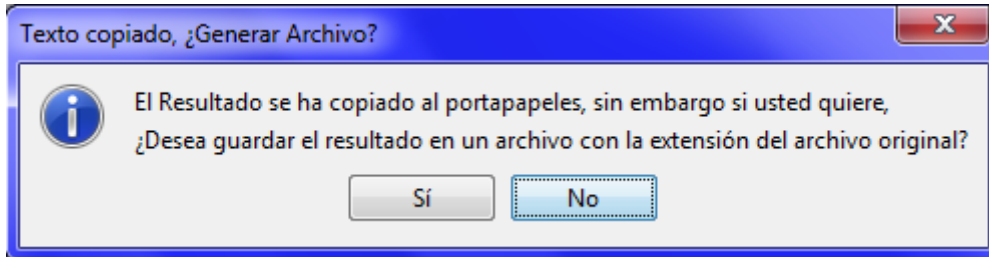 Texto copiado, ¿Generar Archivo?
El Resultado se ha copiado al portapapeles, sin embargo si usted quiere,
¿Desea guardar el resultado en un archivo con la extensión del archivo original?
Sí
No